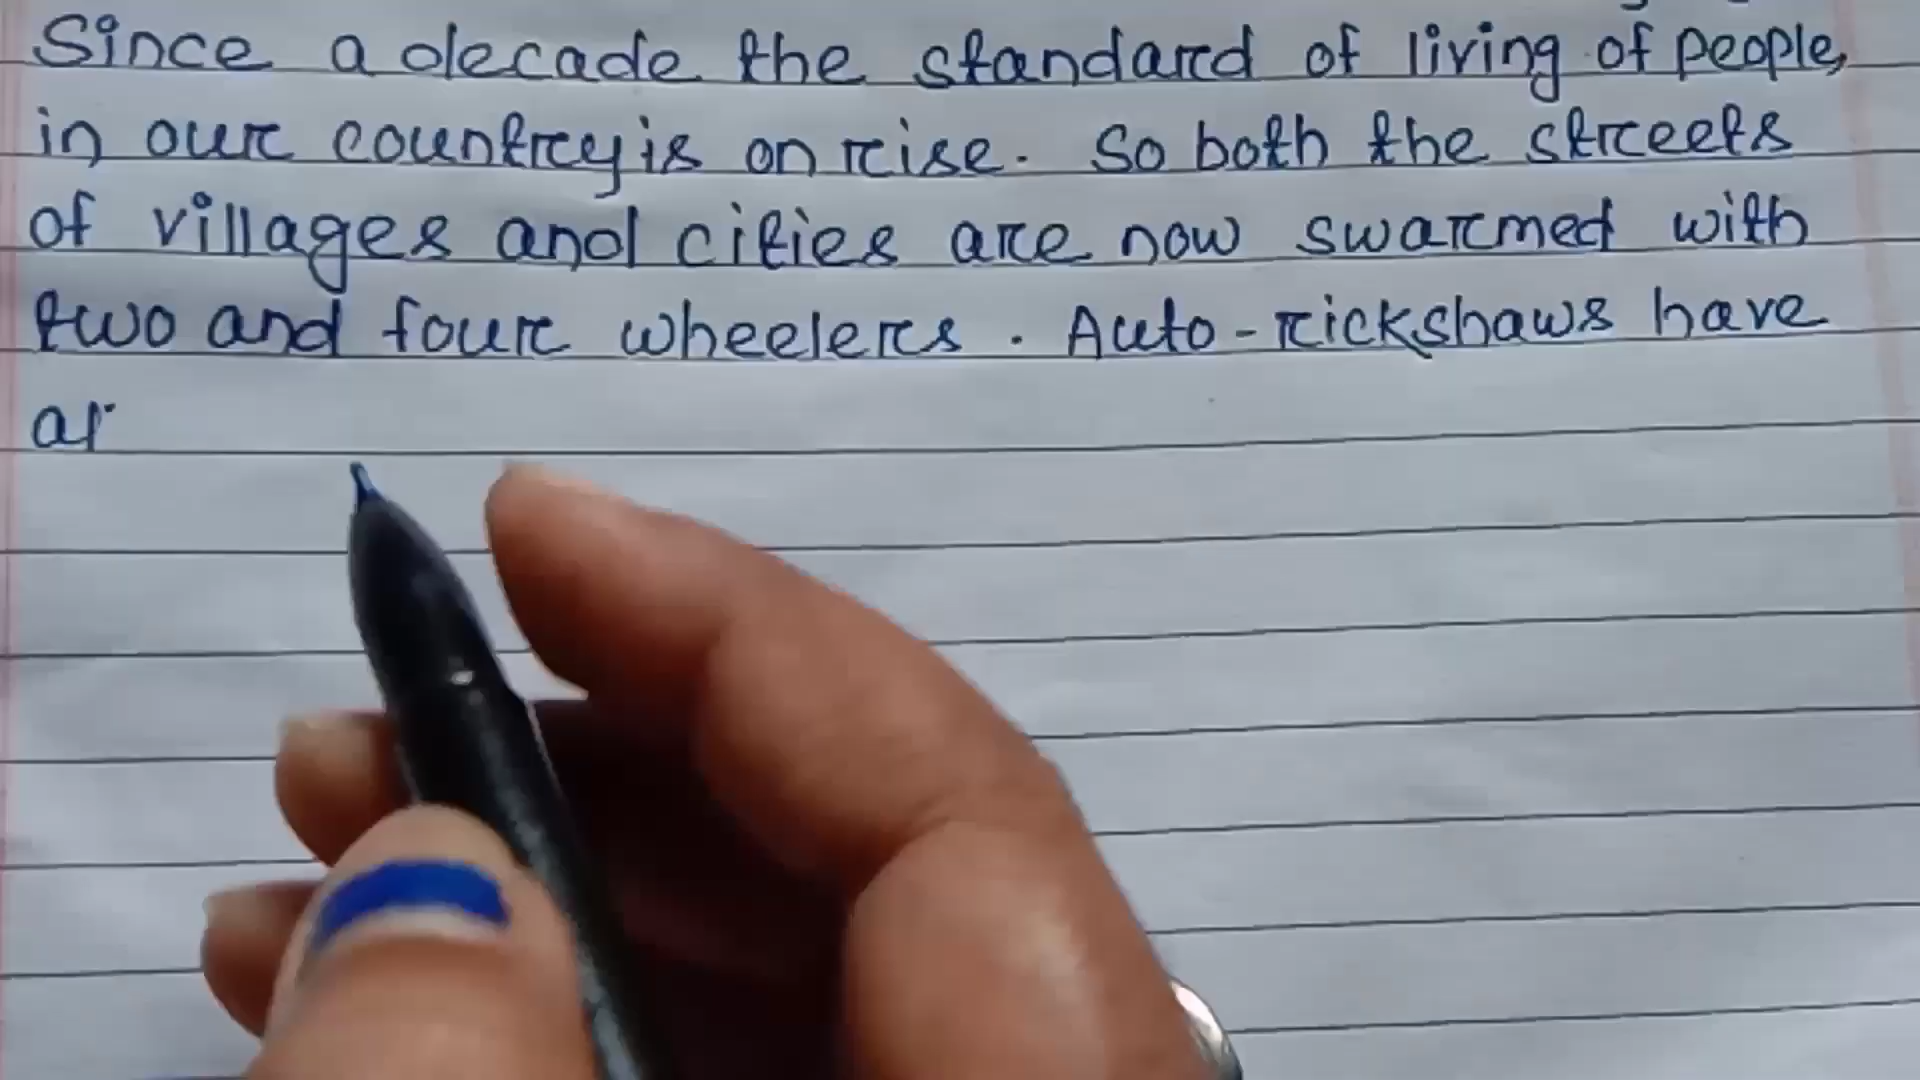 Since a decade the standard of living of people,
in our country is on rise. So both the streets
of villages and cities are now swarmed with
two and four wheelers. Auto-rickshaws have